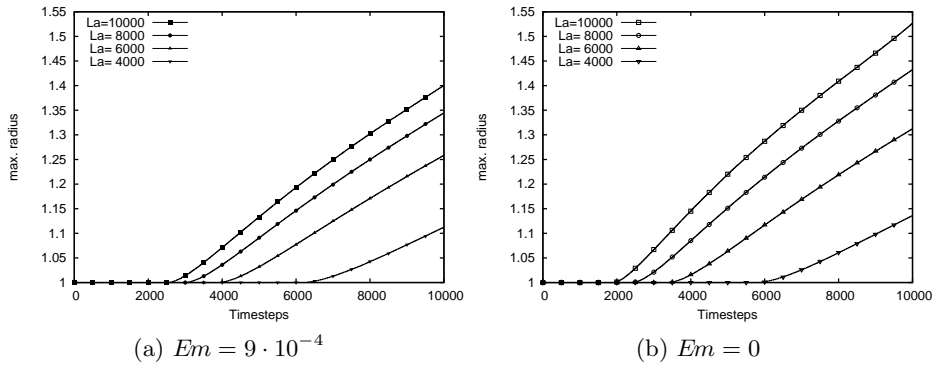 1.55
1.5
1.45
1.4
1.35
1.3
1.25
1.2
1.15
1.1
1.05
1
max. radius
La=10000
La= 8000
La= 6000
La= 4000
0 2000 4000 6000 8000 10000
Timesteps
(a) Em = 9 · 10⁻⁴
1.55
1.5
1.45
1.4
1.35
1.3
1.25
1.2
1.15
1.1
1.05
1
max. radius
La=10000
La= 8000
La= 6000
La= 4000
0 2000 4000 6000 8000 10000
Timesteps
(b) Em = 0